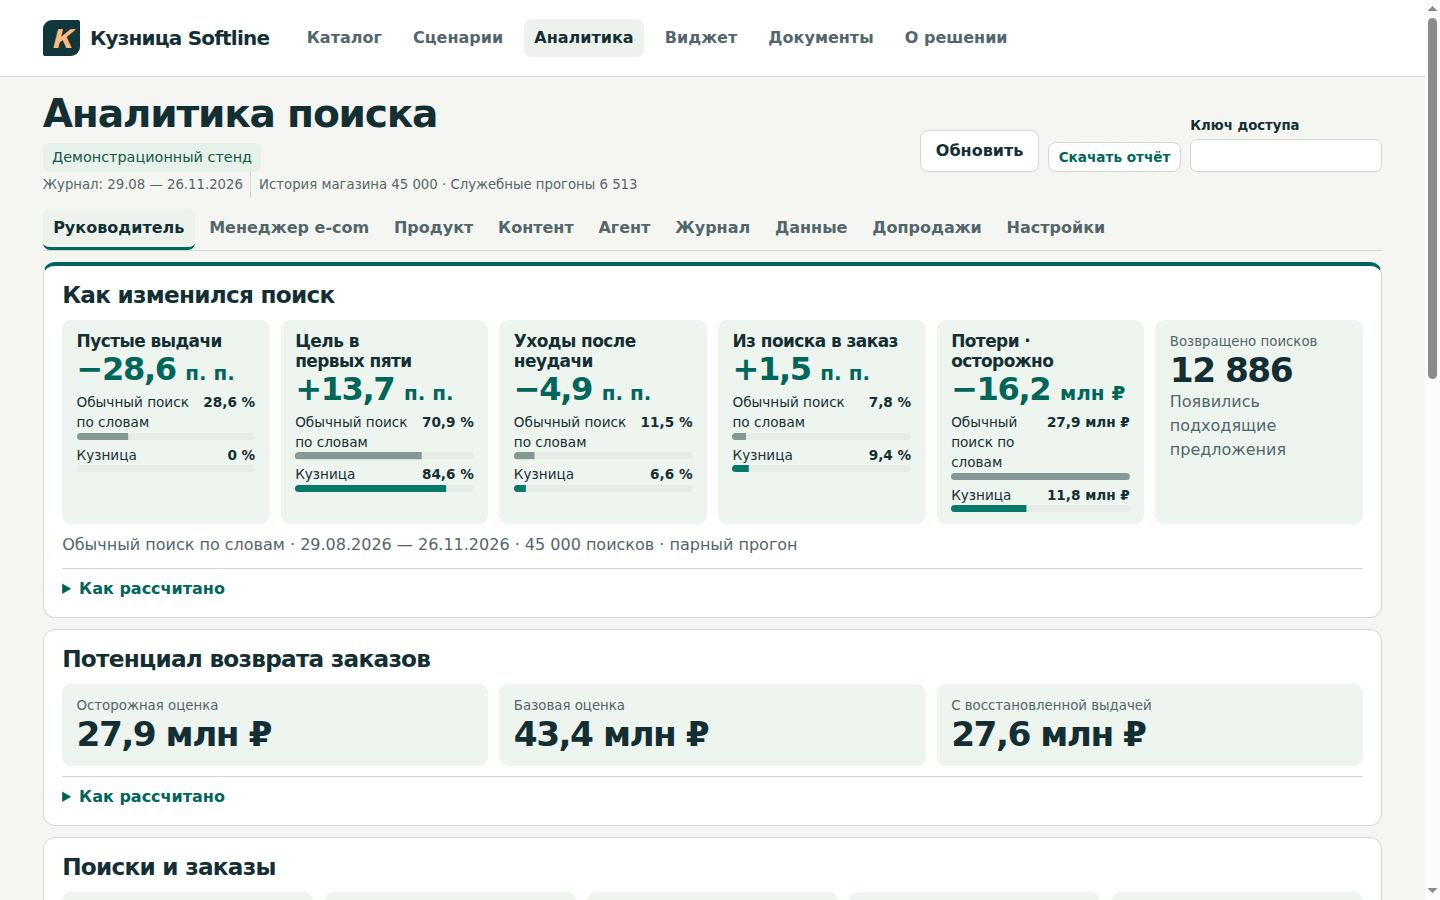 К Кузница Softline Каталог Сценарии Аналитика Виджет Документы О решении
Аналитика поиска
Демонстрационный стенд
Журнал: 29.08 — 26.11.2026 История магазина 45 000 · Служебные прогоны 6 513
Обновить
Скачать отчёт
Ключ доступа
Руководитель Менеджер e-com Продукт Контент Агент Журнал Данные Допродажи Настройки
Как изменился поиск
Пустые выдачи
−28,6 п. п.
Обычный поиск 28,6 %
по словам
Кузница 0 %
Цель в
первых пяти
+13,7 п. п.
Обычный поиск 70,9 %
по словам
Кузница 84,6 %
Уходы после
неудачи
−4,9 п. п.
Обычный поиск 11,5 %
по словам
Кузница 6,6 %
Из поиска в заказ
+1,5 п. п.
Обычный поиск 7,8 %
по словам
Кузница 9,4 %
Потери ·
осторожно
−16,2 млн ₽
Обычный 27,9 млн ₽
поиск по
словам
Кузница 11,8 млн ₽
Возвращено поисков
12 886
Появились
подходящие
предложения
Обычный поиск по словам · 29.08.2026 — 26.11.2026 · 45 000 поисков · парный прогон
Как рассчитано
Потенциал возврата заказов
Осторожная оценка
27,9 млн ₽
Базовая оценка
43,4 млн ₽
С восстановленной выдачей
27,6 млн ₽
Как рассчитано
Поиски и заказы